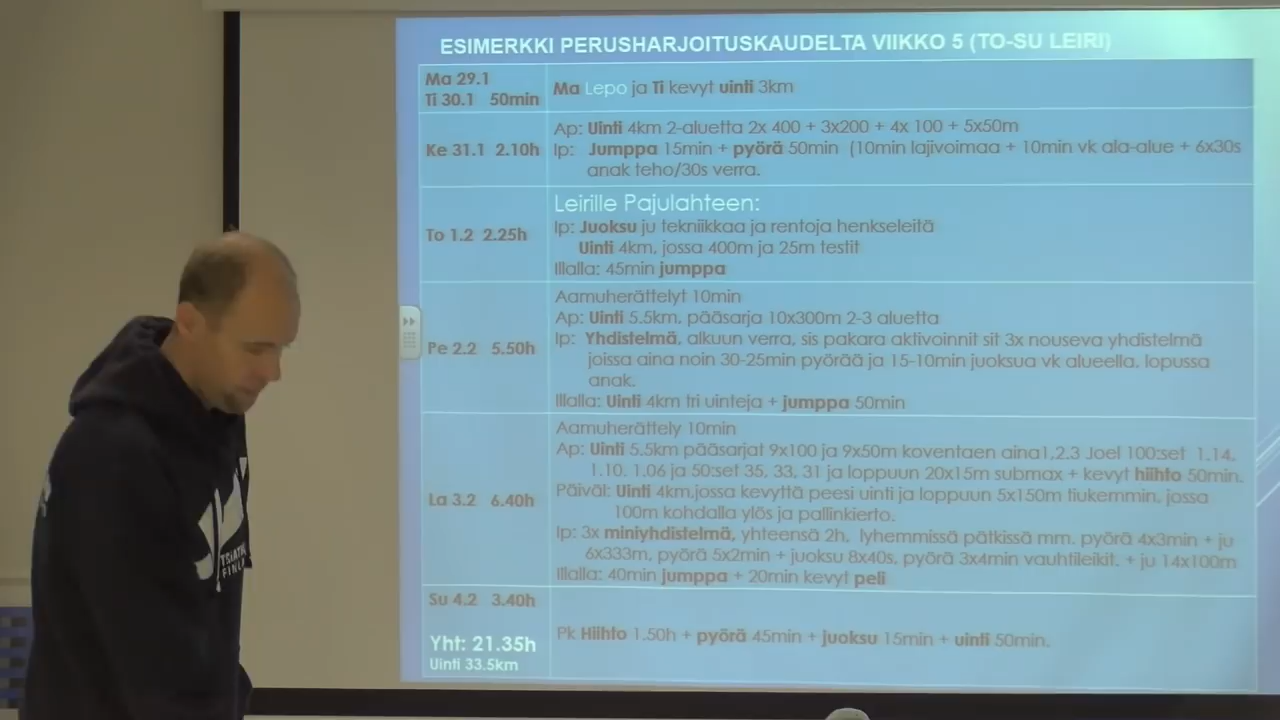 ESIMERKKI PERUSHARJOITUSKAUDELTA VIIKKO 5 (TO-SU LEIRI)
Ma 29.1
Ti 30.1 50min
Ma Lepo ja Ti kevyt uinti 3km
Ke 31.1 2.10h
Ap: Uinti 4km 2-aluetta 2x 400 + 3x200 + 4x 100 + 5x50m
Ip: Jumppa 15min + pyörä 50min (10min lajivoimaa + 10min vk ala-alue + 6x30s
anak teho/30s verra.
To 1.2 2.25h
Leirille Pajulahteen:
Ip: Juoksu ju tekniikkaa ja rentoja henkseleitä
Uinti 4km, jossa 400m ja 25m testit
Illalla: 45min jumppa
Pe 2.2 5.50h
Aamuherättelyt 10min
Ap: Uinti 5.5km, pääsarja 10x300m 2-3 aluetta
Ip: Yhdistelmä, alkuun verra, sis pakara aktivoinnit sit 3x nouseva yhdistelmä
joissa aina noin 30-25min pyörää ja 15-10min juoksua vk alueella, lopussa
anak.
Illalla: Uinti 4km tri uinteja + jumppa 50min
La 3.2 6.40h
Aamuherättely 10min
Ap: Uinti 5.5km pääsarjat 9x100 ja 9x50m koventaen aina1,2,3 Joel 100:set 1.14,
1.10, 1.06 ja 50:set 35, 33, 31 ja loppuun 20x15m submax + kevyt hiihto 50min.
Päiväl: Uinti 4km,jossa kevyttä peesi uinti ja loppuun 5x150m tiukemmin, jossa
100m kohdalla ylös ja pallinkierto.
Ip: 3x miniyhdistelmä, yhteensä 2h, lyhemmissä pätkissä mm. pyörä 4x3min + ju
6x333m, pyörä 5x2min + juoksu 8x40s, pyörä 3x4min vauhtileikit. + ju 14x100m
Illalla: 40min jumppa + 20min kevyt peli
Su 4.2 3.40h
Yht: 21.35h
Uinti 33.5km
Pk Hiihto 1.50h + pyörä 45min + juoksu 15min + uinti 50min.